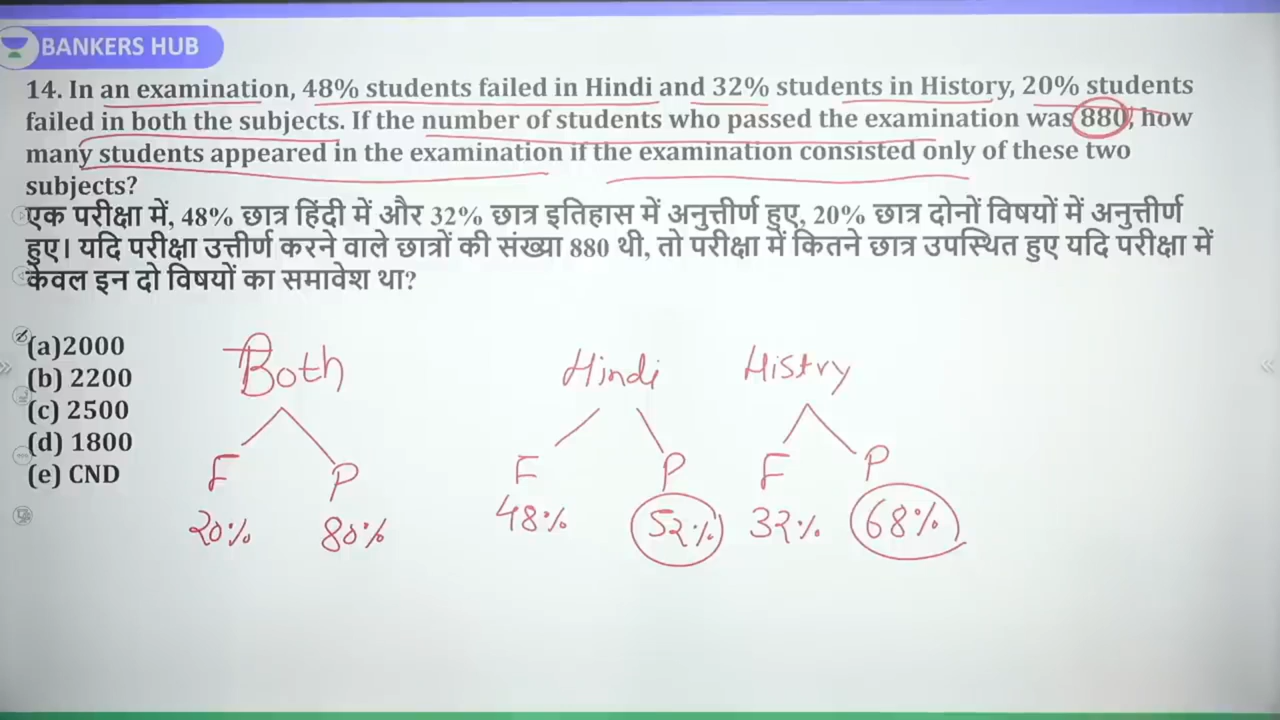 BANKERS HUB
14. In an examination, 48% students failed in Hindi and 32% students in History, 20% students
failed in both the subjects. If the number of students who passed the examination was 880, how
many students appeared in the examination if the examination consisted only of these two
subjects?
एक परीक्षा में, 48% छात्र हिंदी में और 32% छात्र इतिहास में अनुत्तीर्ण हुए, 20% छात्र दोनों विषयों में अनुत्तीर्ण
हुए। यदि परीक्षा उत्तीर्ण करने वाले छात्रों की संख्या 880 थी, तो परीक्षा में कितने छात्र उपस्थित हुए यदि परीक्षा में
केवल इन दो विषयों का समावेश था?
(a)2000
(b) 2200
(c) 2500
(d) 1800
(e) CND
Both
F P
20% 80%
Hindi Histry
F P F P
48% 52% 32% 68%